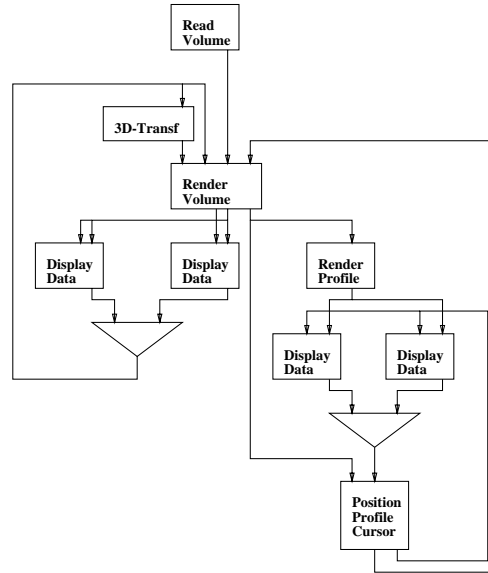 Read
Volume
3D-Transf
Render
Volume
Display
Data
Display
Data
Render
Profile
Display
Data
Display
Data
Position
Profile
Cursor